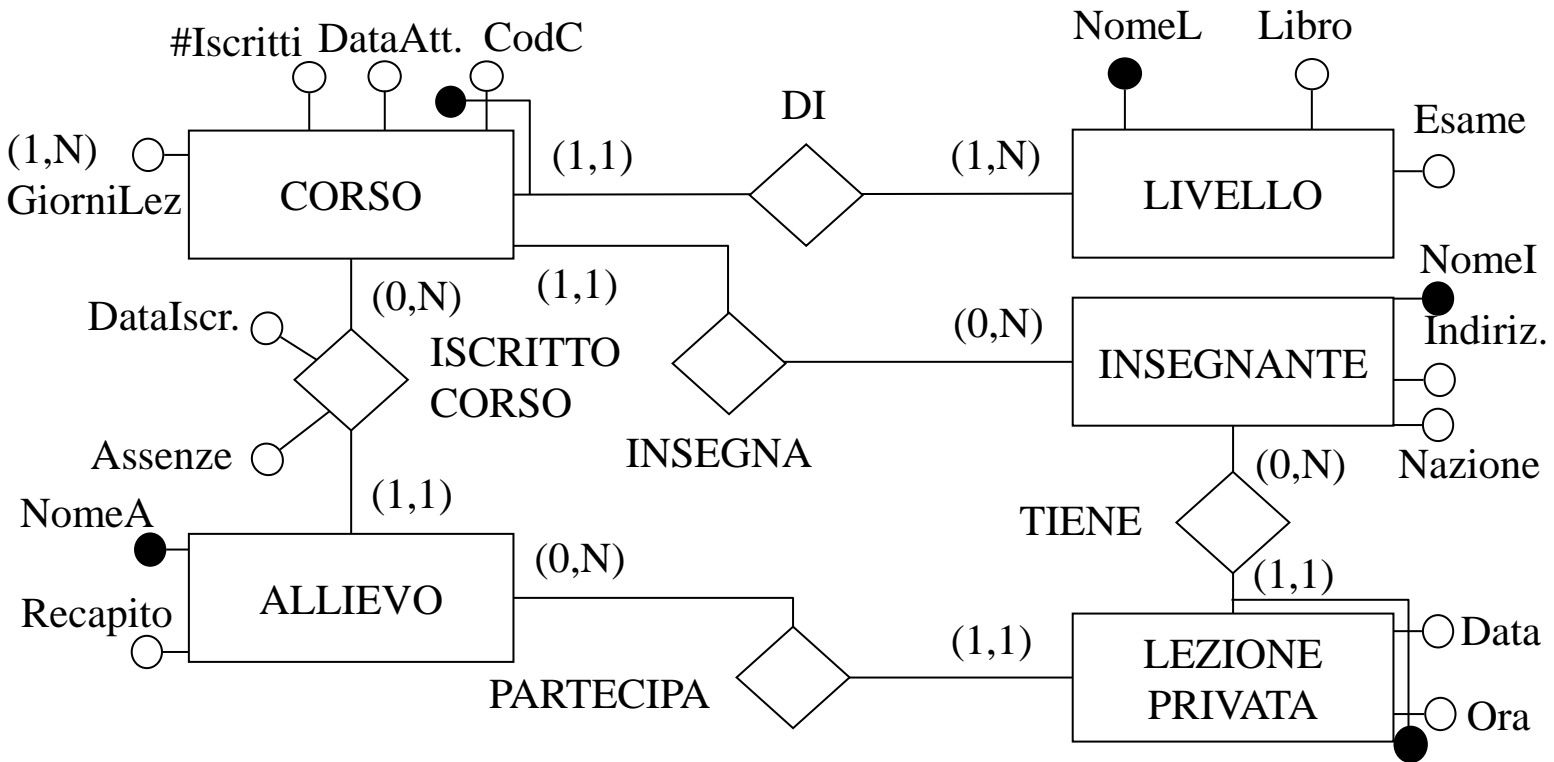 #Iscritti DataAtt. CodC
NomeL Libro
DI
Esame
(1,N)
GiorniLez
CORSO
(1,1)
(1,N)
LIVELLO
NomeI
(0,N)
(1,1)
DataIscr.
ISCRITTO
CORSO
(0,N)
INSEGNANTE
Indiriz.
Assenze
INSEGNA
(0,N)
Nazione
NomeA
(1,1)
TIENE
(0,N)
(1,1)
Recapito
ALLIEVO
Data
(1,1)
LEZIONE
PRIVATA
PARTECIPA
Ora